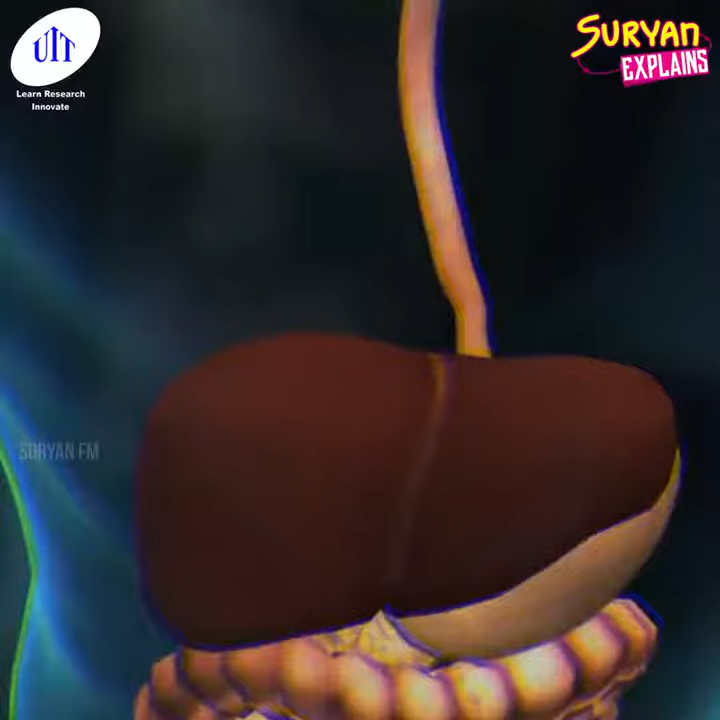 UIT
Learn Research
Innovate
SURYAN
EXPLAINS
SURYAN FM